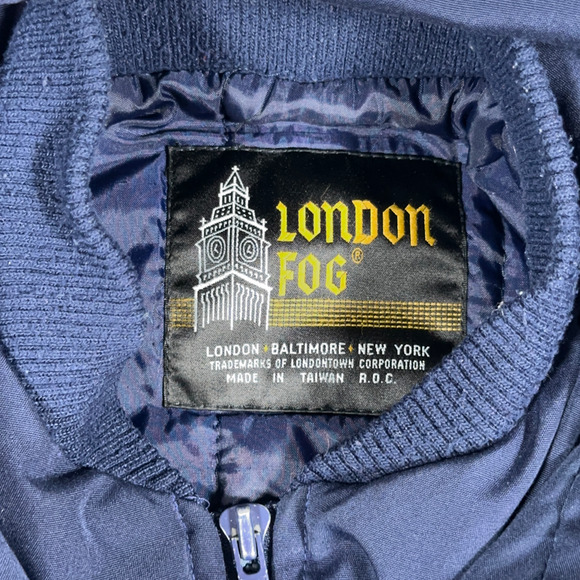 LONDON
FOG®
LONDON • BALTIMORE • NEW YORK
TRADEMARKS OF LONDONTOWN CORPORATION
MADE IN TAIWAN R.O.C.